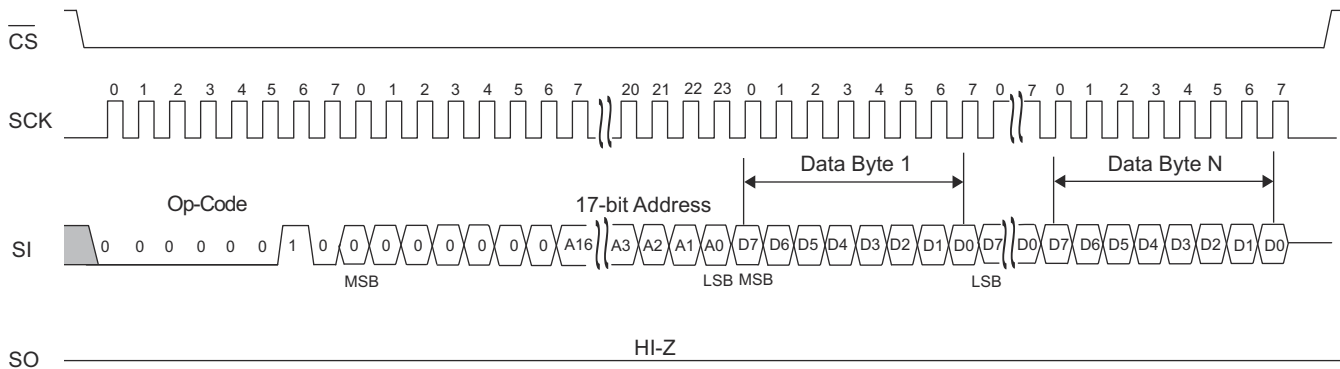 CS
0 1 2 3 4 5 6 7 0 1 2 3 4 5 6 7 20 21 22 23 0 1 2 3 4 5 6 7 0 7 0 1 2 3 4 5 6 7
SCK
Data Byte 1 Data Byte N
Op-Code 17-bit Address
SI 0 0 0 0 0 0 1 0 0 0 0 0 0 0 0 A16 A3 A2 A1 A0 D7 D6 D5 D4 D3 D2 D1 D0 D7 D0 D7 D6 D5 D4 D3 D2 D1 D0
MSB LSB MSB LSB
HI-Z
SO